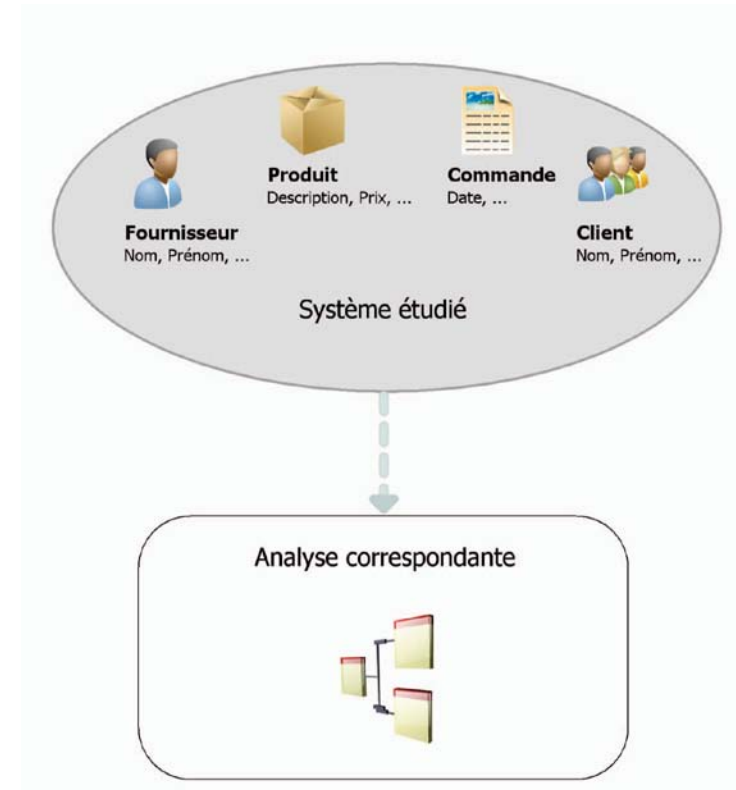 Produit
Description, Prix, ...
Commande
Date, ...
Fournisseur
Nom, Prénom, ...
Client
Nom, Prénom, ...
Système étudié
Analyse correspondante